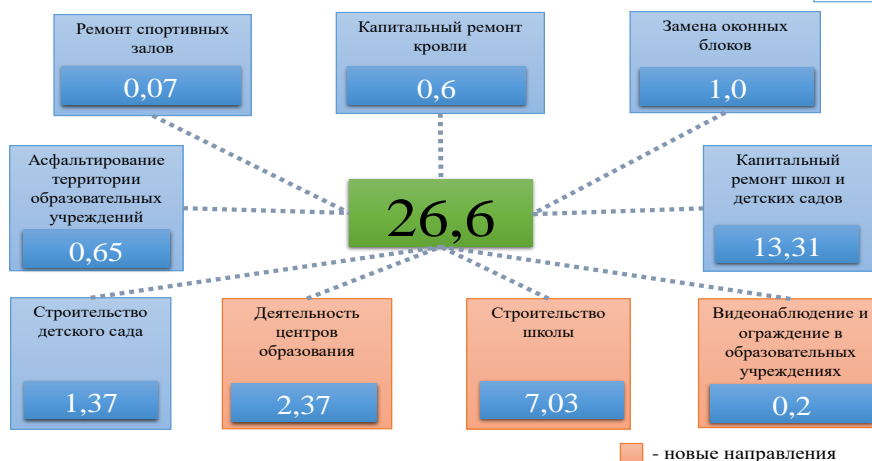 Ремонт спортивных
залов
0,07
Капитальный ремонт
кровли
0,6
Замена оконных
блоков
1,0
Асфальтирование
территории
образовательных
учреждений
0,65
26,6
Капитальный
ремонт школ и
детских садов
13,31
Строительство
детского сада
1,37
Деятельность
центров
образования
2,37
Строительство
школы
7,03
Видеонаблюдение и
ограждение в
образовательных
учреждениях
0,2
- новые направления